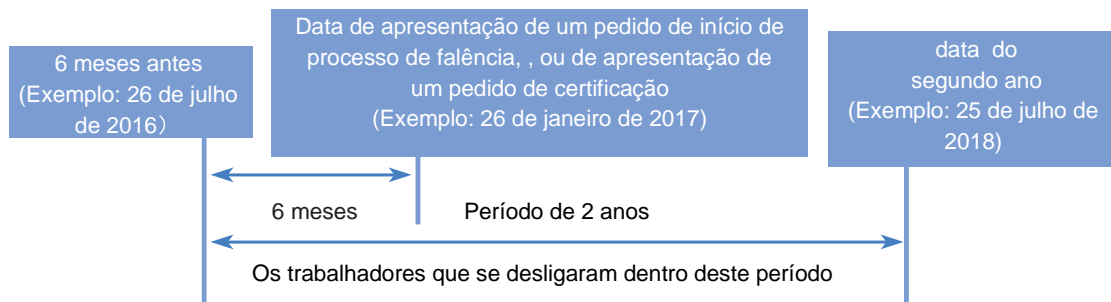 6 meses antes
(Exemplo: 26 de julho
de 2016）
Data de apresentação de um pedido de início de
processo de falência, , ou de apresentação de
um pedido de certificação
(Exemplo: 26 de janeiro de 2017)
data do
segundo ano
(Exemplo: 25 de julho de
2018)
6 meses
Período de 2 anos
Os trabalhadores que se desligaram dentro deste período